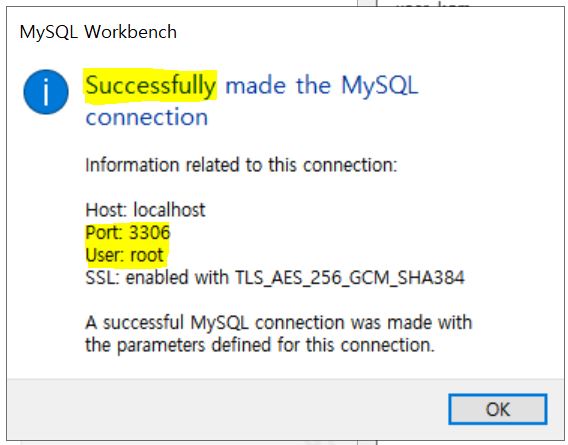 MySQL Workbench
Successfully made the MySQL
connection
Information related to this connection:
Host: localhost
Port: 3306
User: root
SSL: enabled with TLS_AES_256_GCM_SHA384
A successful MySQL connection was made with
the parameters defined for this connection.
OK